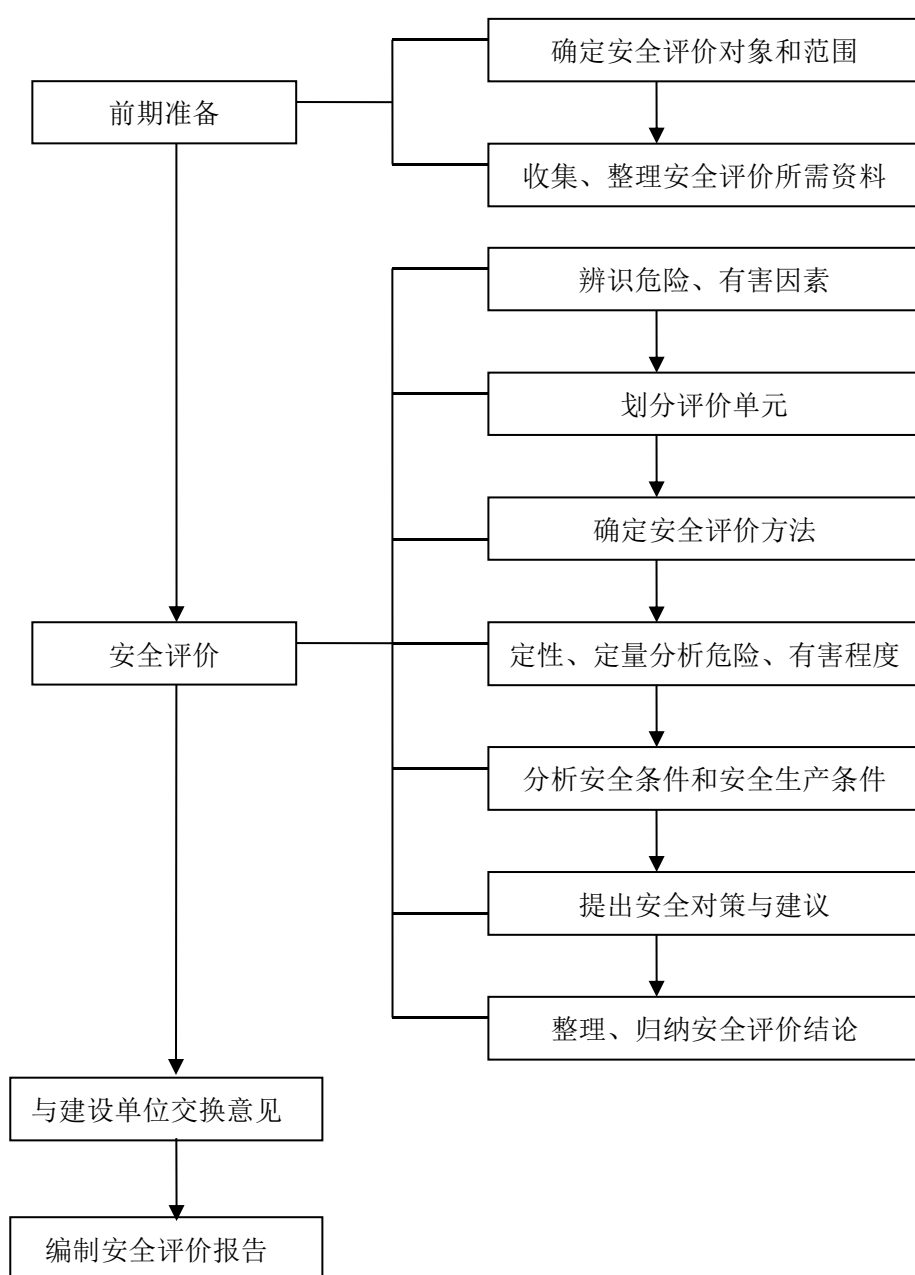 确定安全评价对象和范围
前期准备
收集、整理安全评价所需资料
辨识危险、有害因素
划分评价单元
确定安全评价方法
安全评价
定性、定量分析危险、有害程度
分析安全条件和安全生产条件
提出安全对策与建议
整理、归纳安全评价结论
与建设单位交换意见
编制安全评价报告